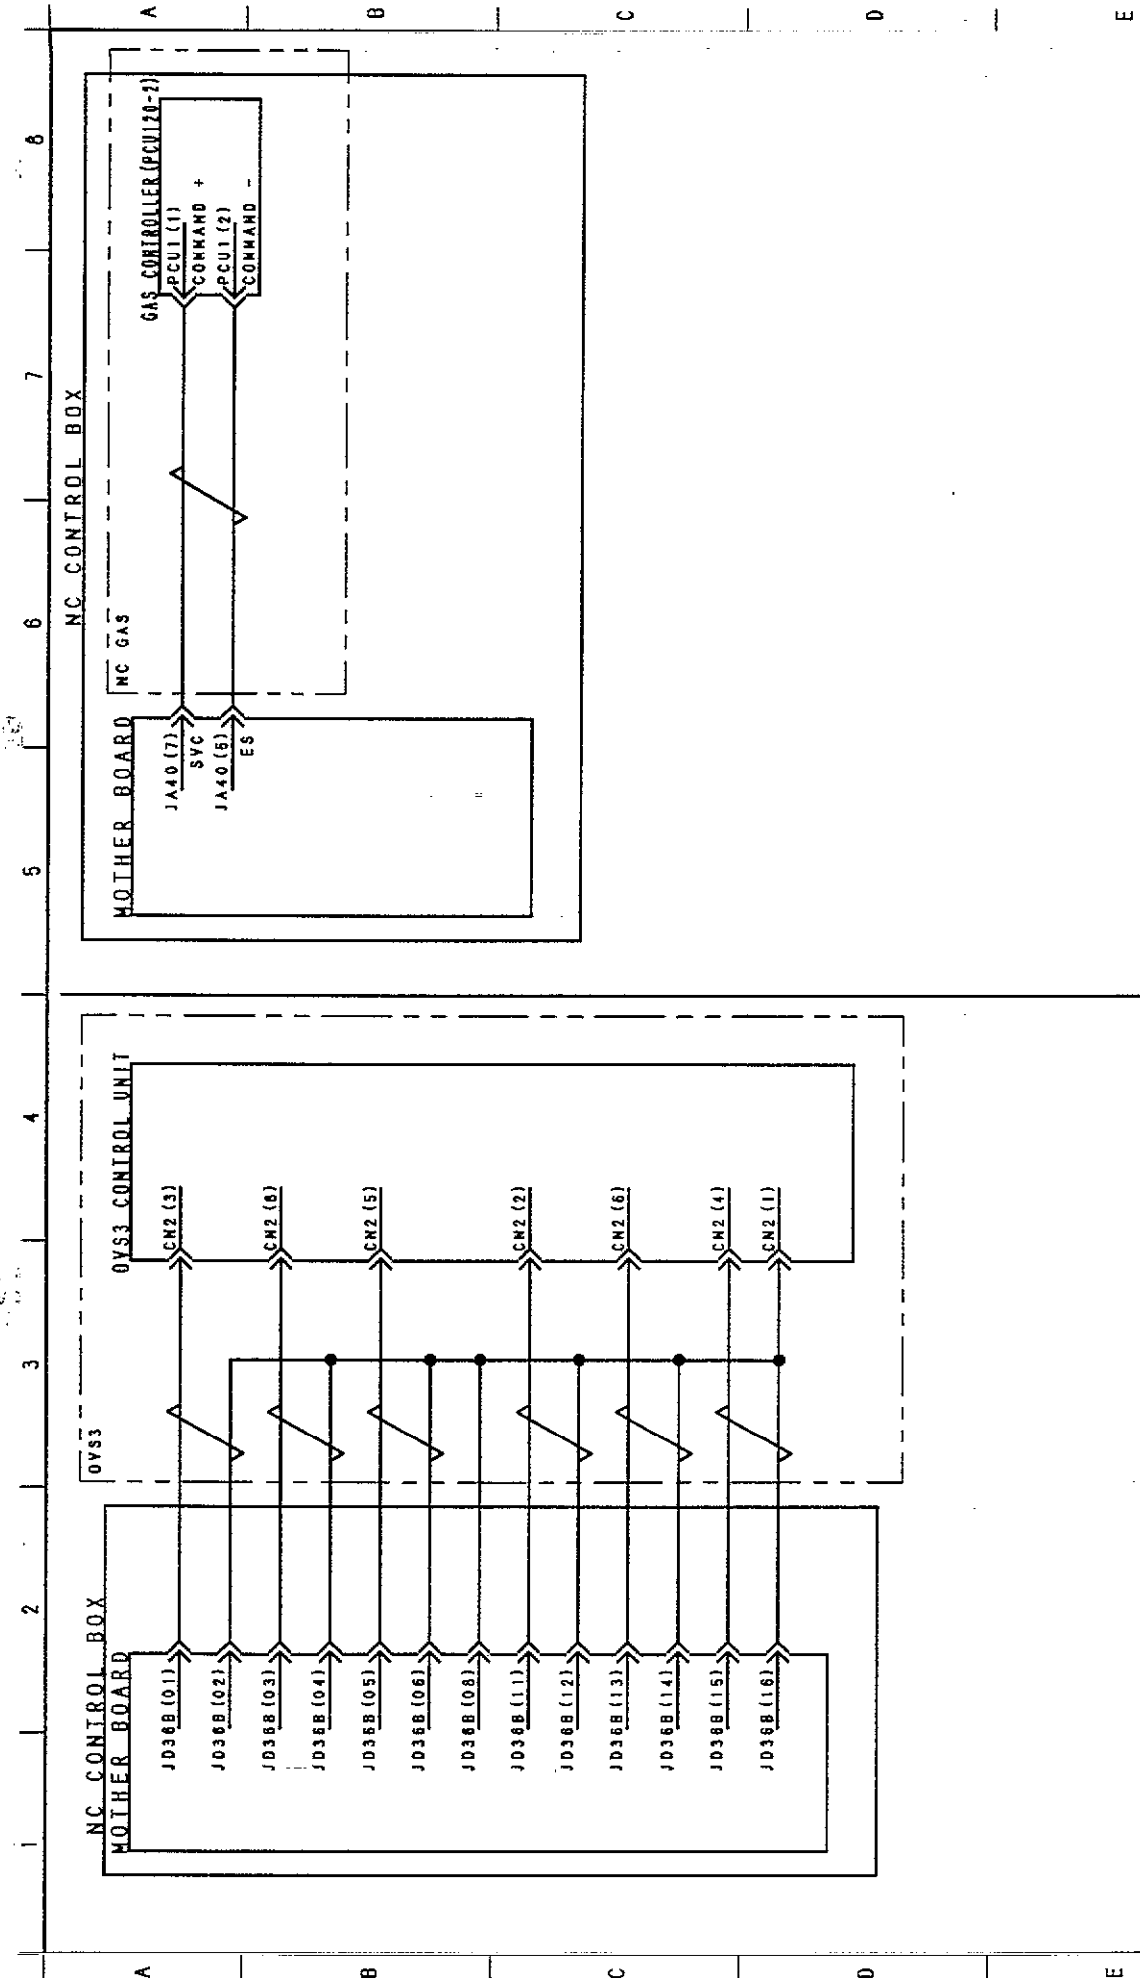 1
2
3
4
5
6
7
8
A
B
C
D
E
NC CONTROL BOX
MOTHER BOARD
JD36B(01)
JD36B(02)
JD36B(03)
JD36B(04)
JD36B(05)
JD36B(06)
JD36B(08)
JD36B(11)
JD36B(12)
JD36B(13)
JD36B(14)
JD36B(15)
JD36B(16)
OVS3
OVS3 CONTROL UNIT
CN2(3)
CN2(8)
CN2(5)
CN2(2)
CN2(6)
CN2(4)
CN2(1)
NC CONTROL BOX
MOTHER BOARD
JA40(7)
SVC
JA40(5)
ES
NC GAS
GAS CONTROLLER(PCU120-2)
PCU1(1)
COMMAND +
PCU1(2)
COMMAND -
A
B
C
D
E